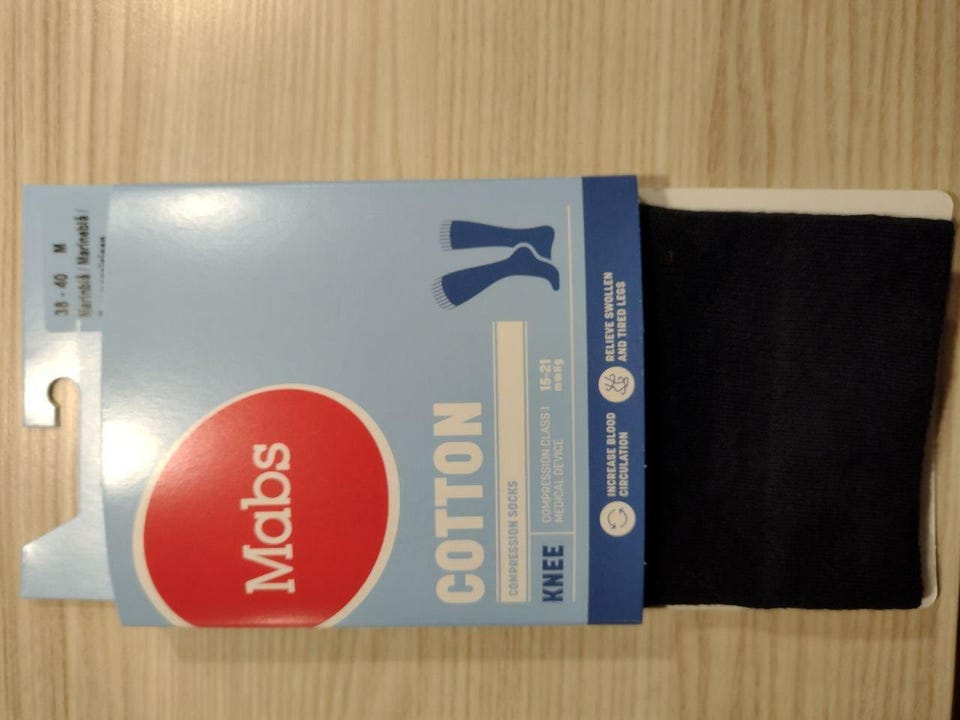 38 - 40 M
Marinblå / Marineblå /
Mabs
COTTON
COMPRESSION SOCKS
KNEE
COMPRESSION CLASS 1
MEDICAL DEVICE
15-21
mmHg
INCREASE BLOOD
CIRCULATION
RELIEVE SWOLLEN
AND TIRED LEGS